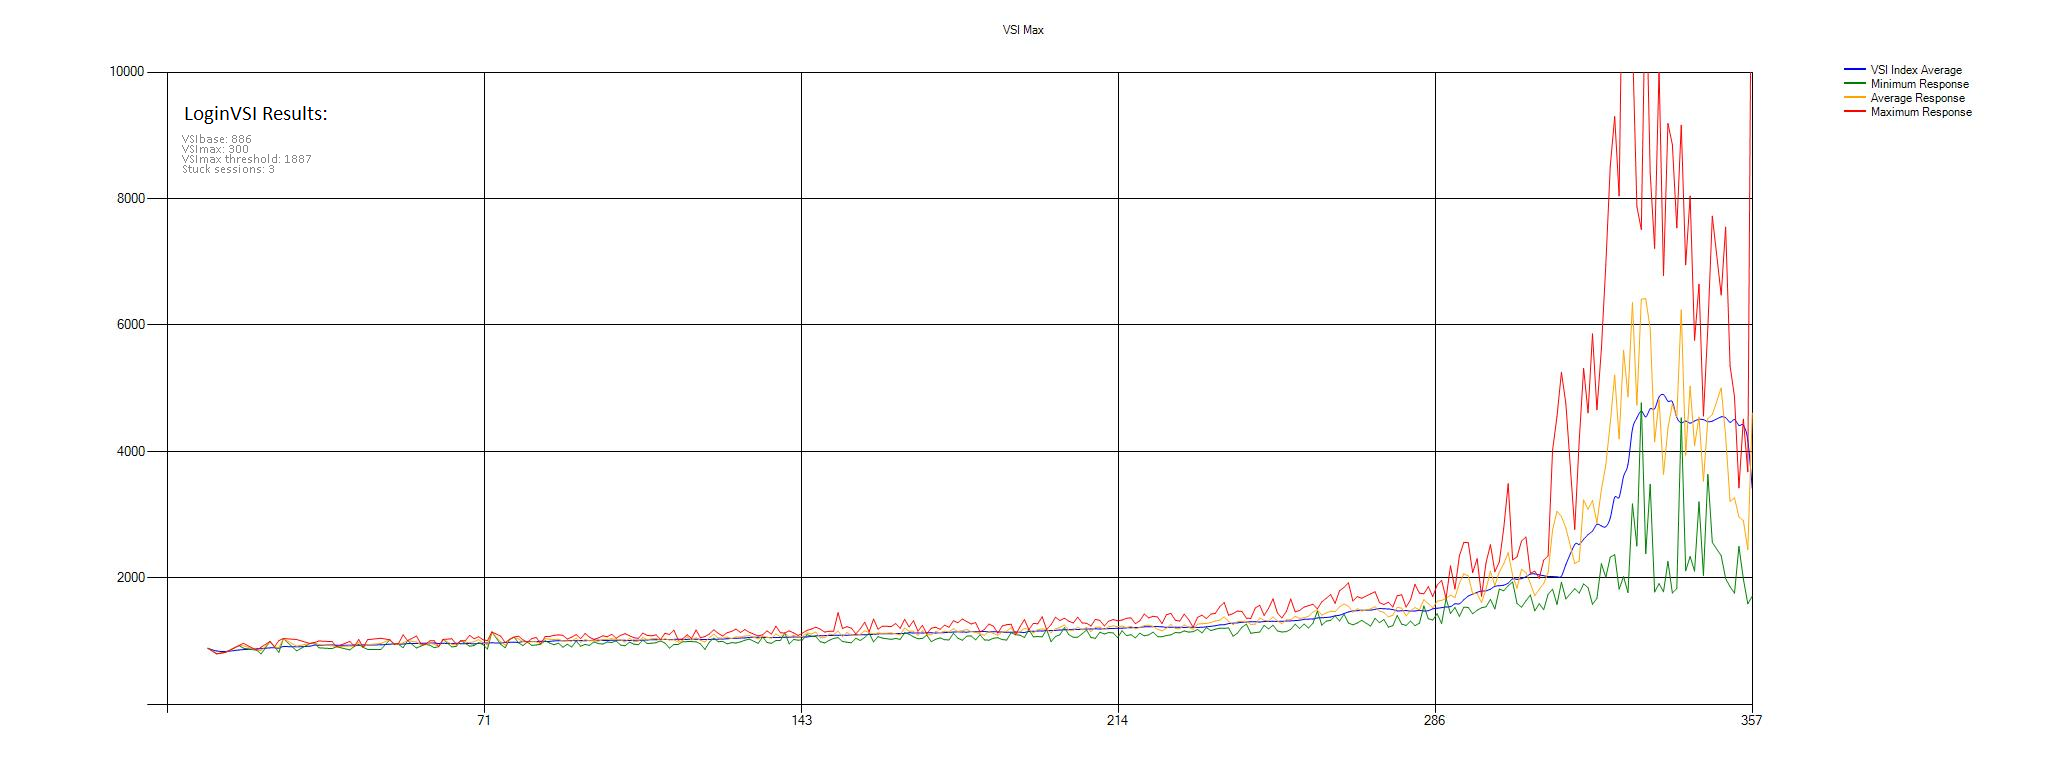 VSI Max
10000
8000
6000
4000
2000
LoginVSI Results:
VSIbase: 886
VSImax: 300
VSImax threshold: 1887
Stuck sessions: 3
VSI Index Average
Minimum Response
Average Response
Maximum Response
71
143
214
286
357